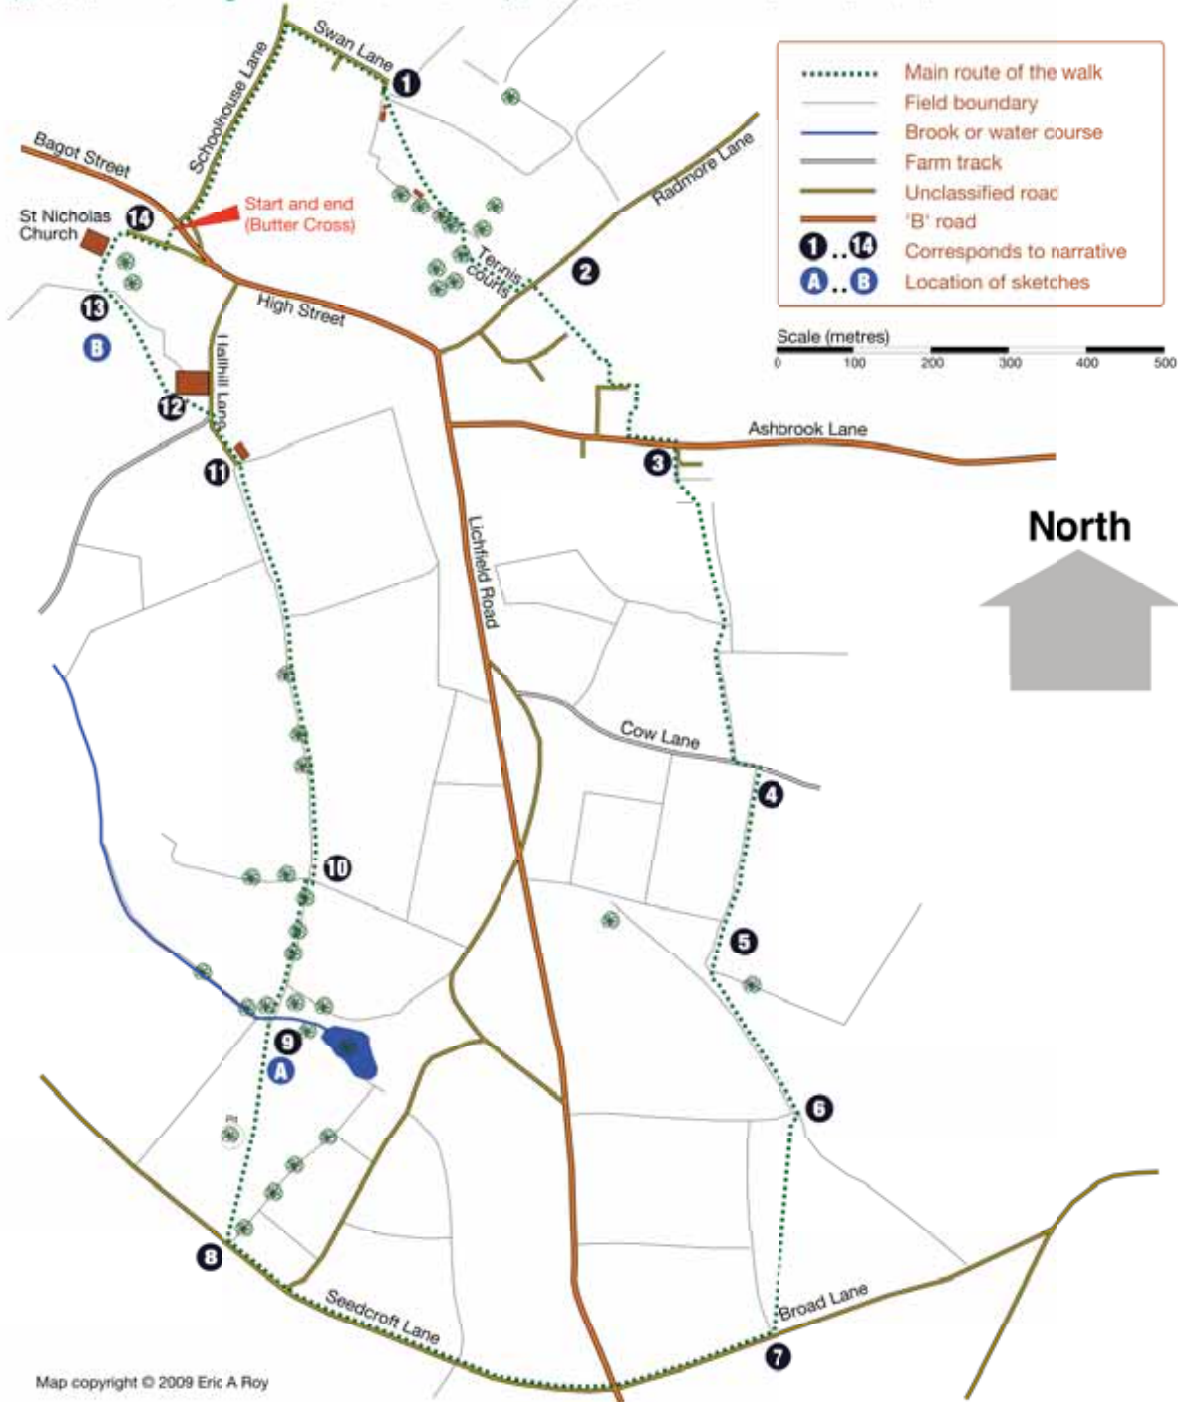 Swan Lane
1
Schoolhouse Lane
Bagot Street
Radmore Lane
Start and end
(Butter Cross)
St Nicholas
Church
14
Tennis
courts
2
High Street
13
B
Hallhill Lane
12
11
Ashbrook Lane
3
Lichfield Road
Cow Lane
4
10
5
9
A
6
Pit
8
Seedcroft Lane
Broad Lane
7
Main route of the walk
Field boundary
Brook or water course
Farm track
Unclassified road
'B' road
1 .. 14 Corresponds to narrative
A .. B Location of sketches
Scale (metres)
0 100 200 300 400 500
North
Map copyright © 2009 Eric A Roy